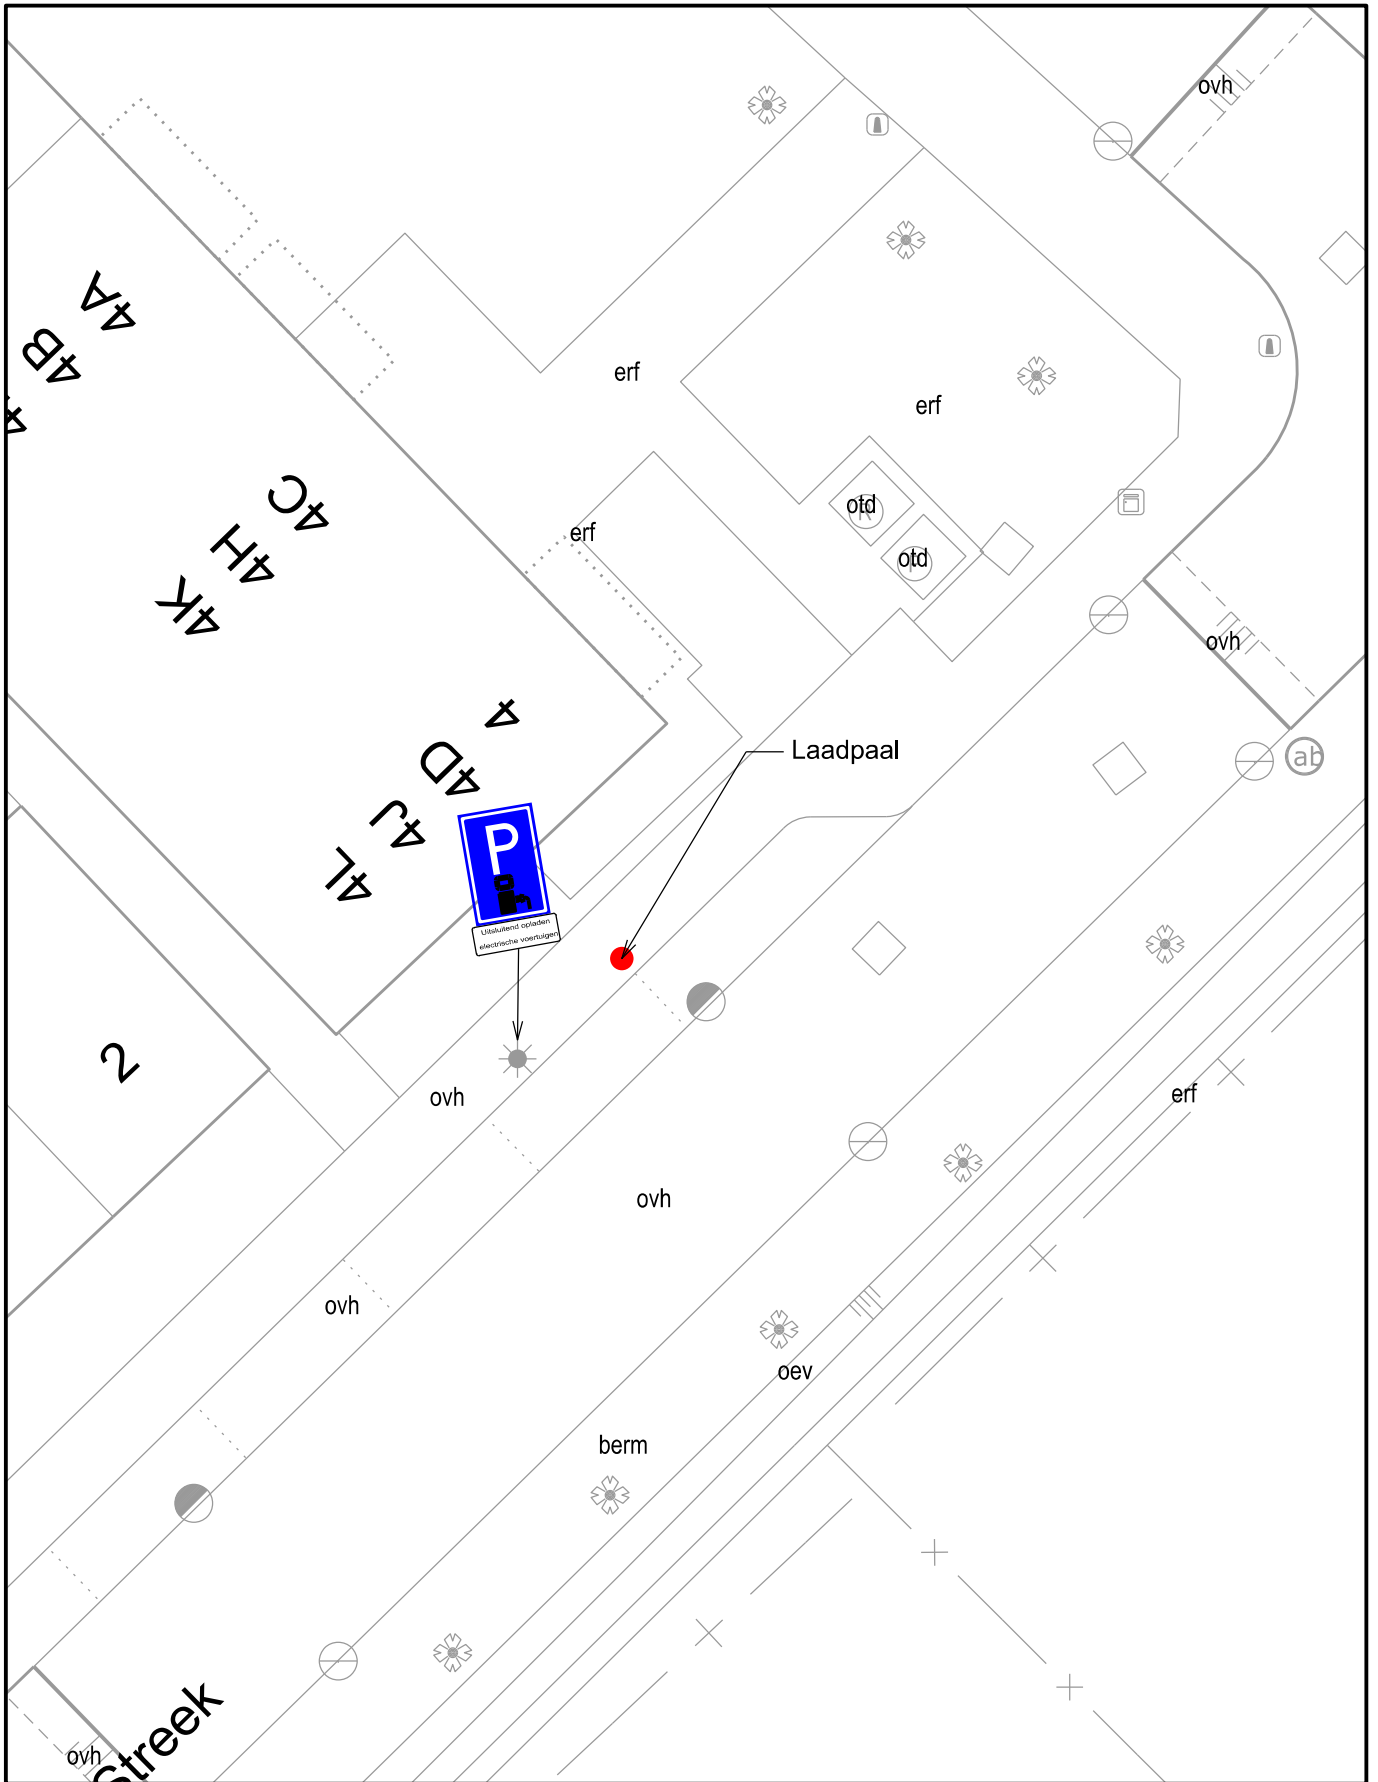 ovh
4A
4B
erf
erf
4C
otd
R
4H
erf
otd
4K
ovh
4
Laadpaal
ab
4D
4J
P
4L
Uitsluitend opladen
electrische voertuigen
2
ovh
erf
ovh
ovh
oev
berm
Streek
ovh